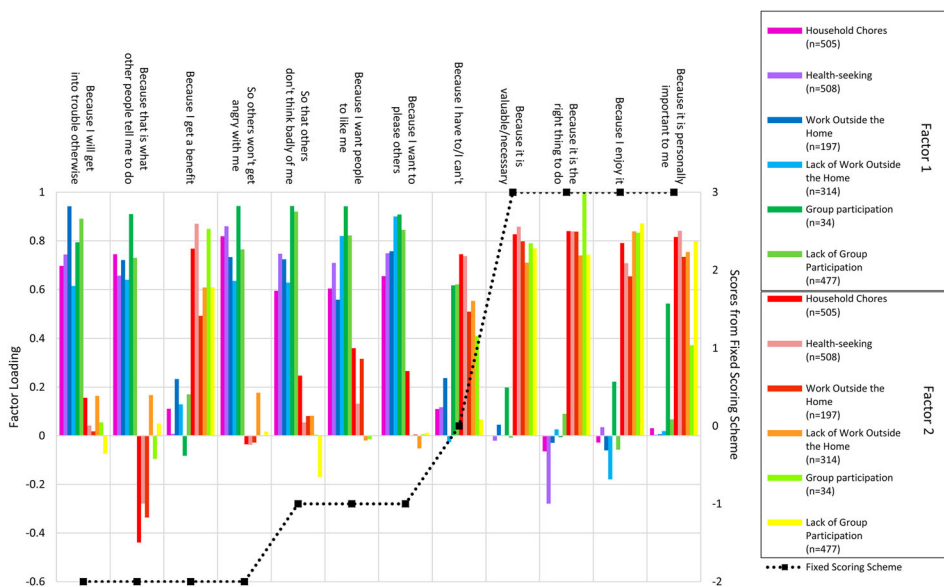 Because I will get
into trouble otherwise
Because that is what
other people tell me to do
Because I get a benefit
So others won't get
angry with me
So that others
don't think badly of me
Because I want people
to like me
Because I want to
please others
Because I have to/I can't
Because it is
valuable/necessary
Because it is the
right thing to do
Because I enjoy it
Because it is personally
important to me
Factor Loading
1
0.8
0.6
0.4
0.2
0
-0.2
-0.4
-0.6
3
2
1
0
-1
-2
Scores from Fixed Scoring Scheme
Factor 1
Household Chores
(n=505)
Health-seeking
(n=508)
Work Outside the
Home
(n=197)
Lack of Work Outside
the Home
(n=314)
Group participation
(n=34)
Lack of Group
Participation
(n=477)
Factor 2
Household Chores
(n=505)
Health-seeking
(n=508)
Work Outside the
Home
(n=197)
Lack of Work Outside
the Home
(n=314)
Group participation
(n=34)
Lack of Group
Participation
(n=477)
Fixed Scoring Scheme